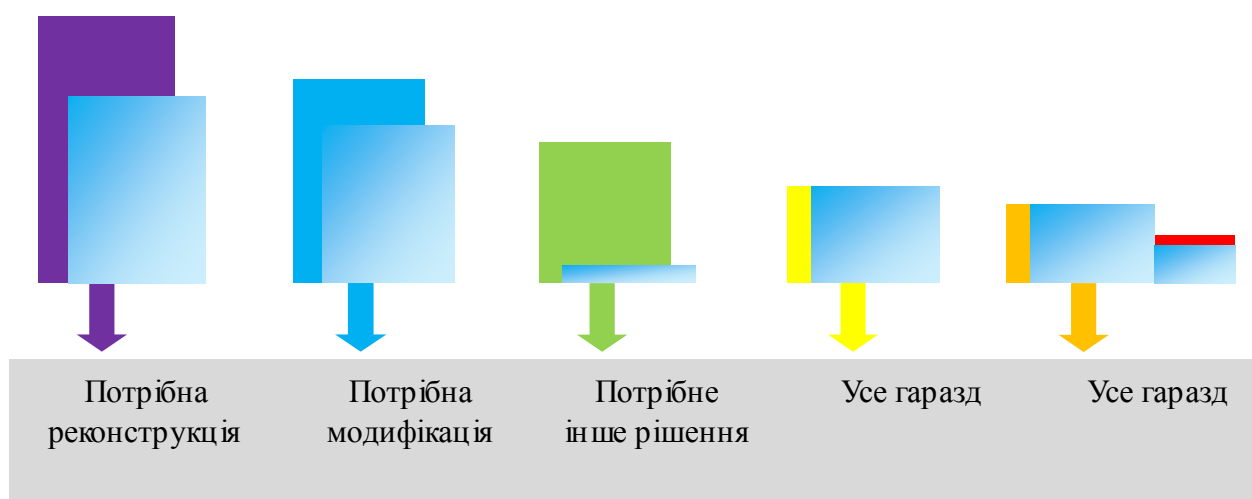 Потрібна
реконструкція
Потрібна
модифікація
Потрібне
інше рішення
Усе гаразд
Усе гаразд